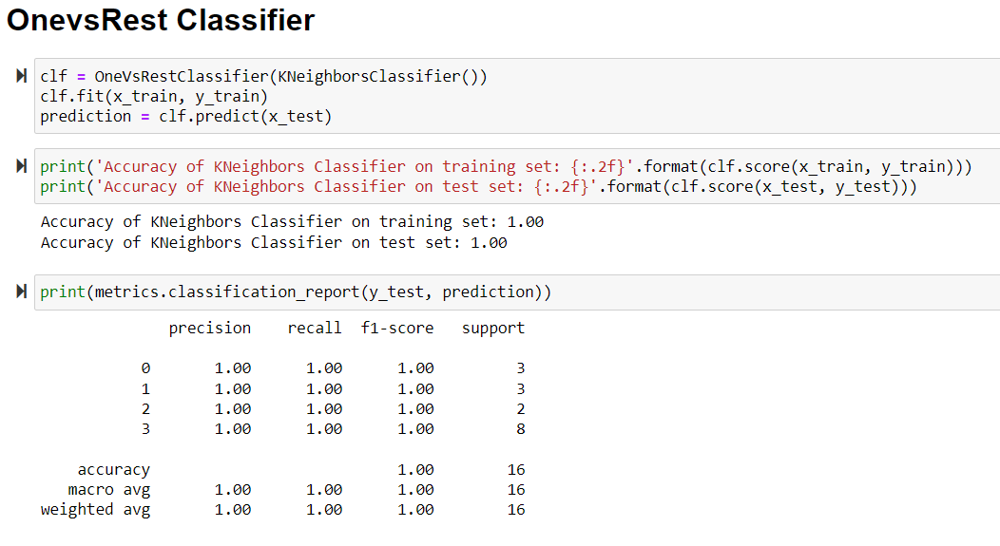 OnevsRest Classifier
clf = OneVsRestClassifier(KNeighborsClassifier())
clf.fit(x_train, y_train)
prediction = clf.predict(x_test)
print('Accuracy of KNeighbors Classifier on training set: {:.2f}'.format(clf.score(x_train, y_train)))
print('Accuracy of KNeighbors Classifier on test set: {:.2f}'.format(clf.score(x_test, y_test)))
Accuracy of KNeighbors Classifier on training set: 1.00
Accuracy of KNeighbors Classifier on test set: 1.00
print(metrics.classification_report(y_test, prediction))
precision recall f1-score support
0 1.00 1.00 1.00 3
1 1.00 1.00 1.00 3
2 1.00 1.00 1.00 2
3 1.00 1.00 1.00 8
accuracy 1.00 16
macro avg 1.00 1.00 1.00 16
weighted avg 1.00 1.00 1.00 16